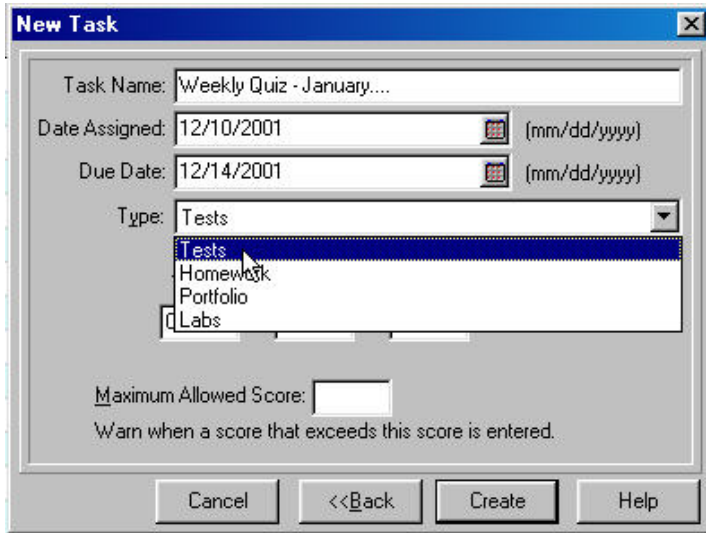 New Task
Task Name: Weekly Quiz - January....
Date Assigned: 12/10/2001 (mm/dd/yyyy)
Due Date: 12/14/2001 (mm/dd/yyyy)
Type: Tests
Tests
Homework
Portfolio
Labs
Maximum Allowed Score:
Warn when a score that exceeds this score is entered.
Cancel <<Back Create Help